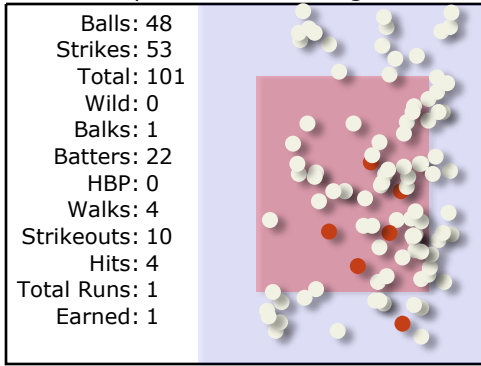 Balls: 48
Strikes: 53
Total: 101
Wild: 0
Balks: 1
Batters: 22
HBP: 0
Walks: 4
Strikeouts: 10
Hits: 4
Total Runs: 1
Earned: 1